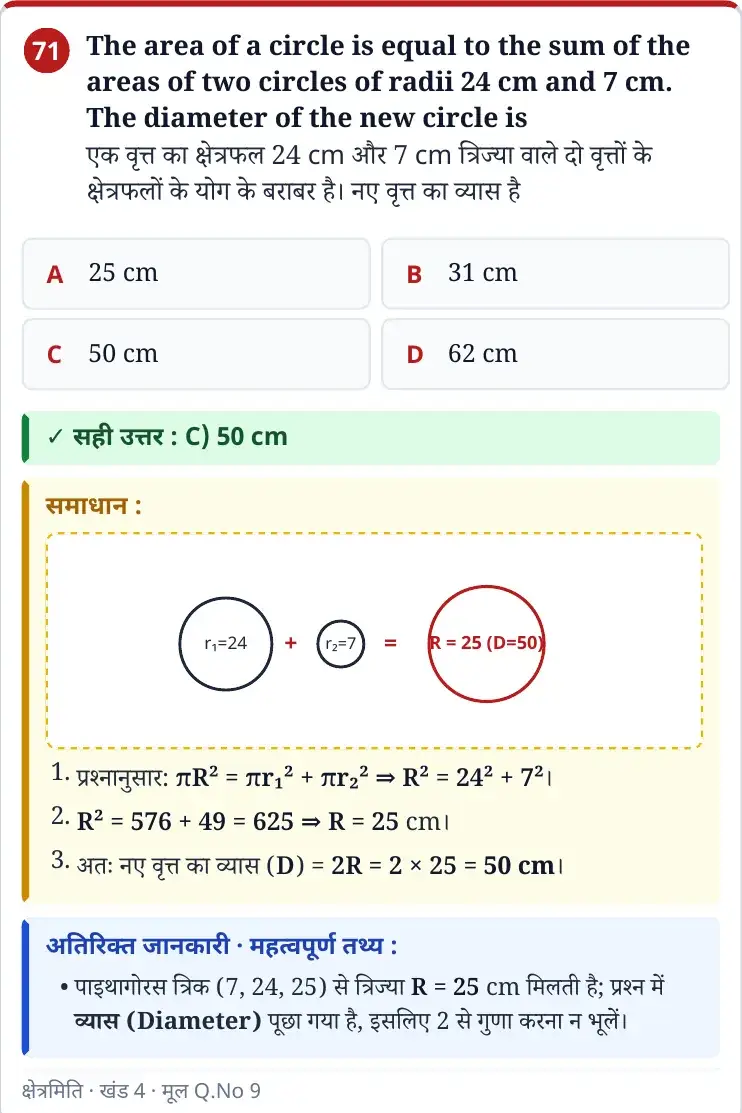 71 The area of a circle is equal to the sum of the
areas of two circles of radii 24 cm and 7 cm.
The diameter of the new circle is
एक वृत्त का क्षेत्रफल 24 cm और 7 cm त्रिज्या वाले दो वृत्तों के
क्षेत्रफलों के योग के बराबर है। नए वृत्त का व्यास है
A 25 cm
B 31 cm
C 50 cm
D 62 cm
✓ सही उत्तर : C) 50 cm
समाधान :
r₁=24 + r₂=7 = R = 25 (D=50)
1. प्रश्नानुसार: πR² = πr₁² + πr₂² ⇒ R² = 24² + 7²।
2. R² = 576 + 49 = 625 ⇒ R = 25 cm।
3. अतः नए वृत्त का व्यास (D) = 2R = 2 × 25 = 50 cm।
अतिरिक्त जानकारी · महत्वपूर्ण तथ्य :
• पाइथागोरस त्रिक (7, 24, 25) से त्रिज्या R = 25 cm मिलती है; प्रश्न में
व्यास (Diameter) पूछा गया है, इसलिए 2 से गुणा करना न भूलें।
क्षेत्रमिति · खंड 4 · मूल Q.No 9